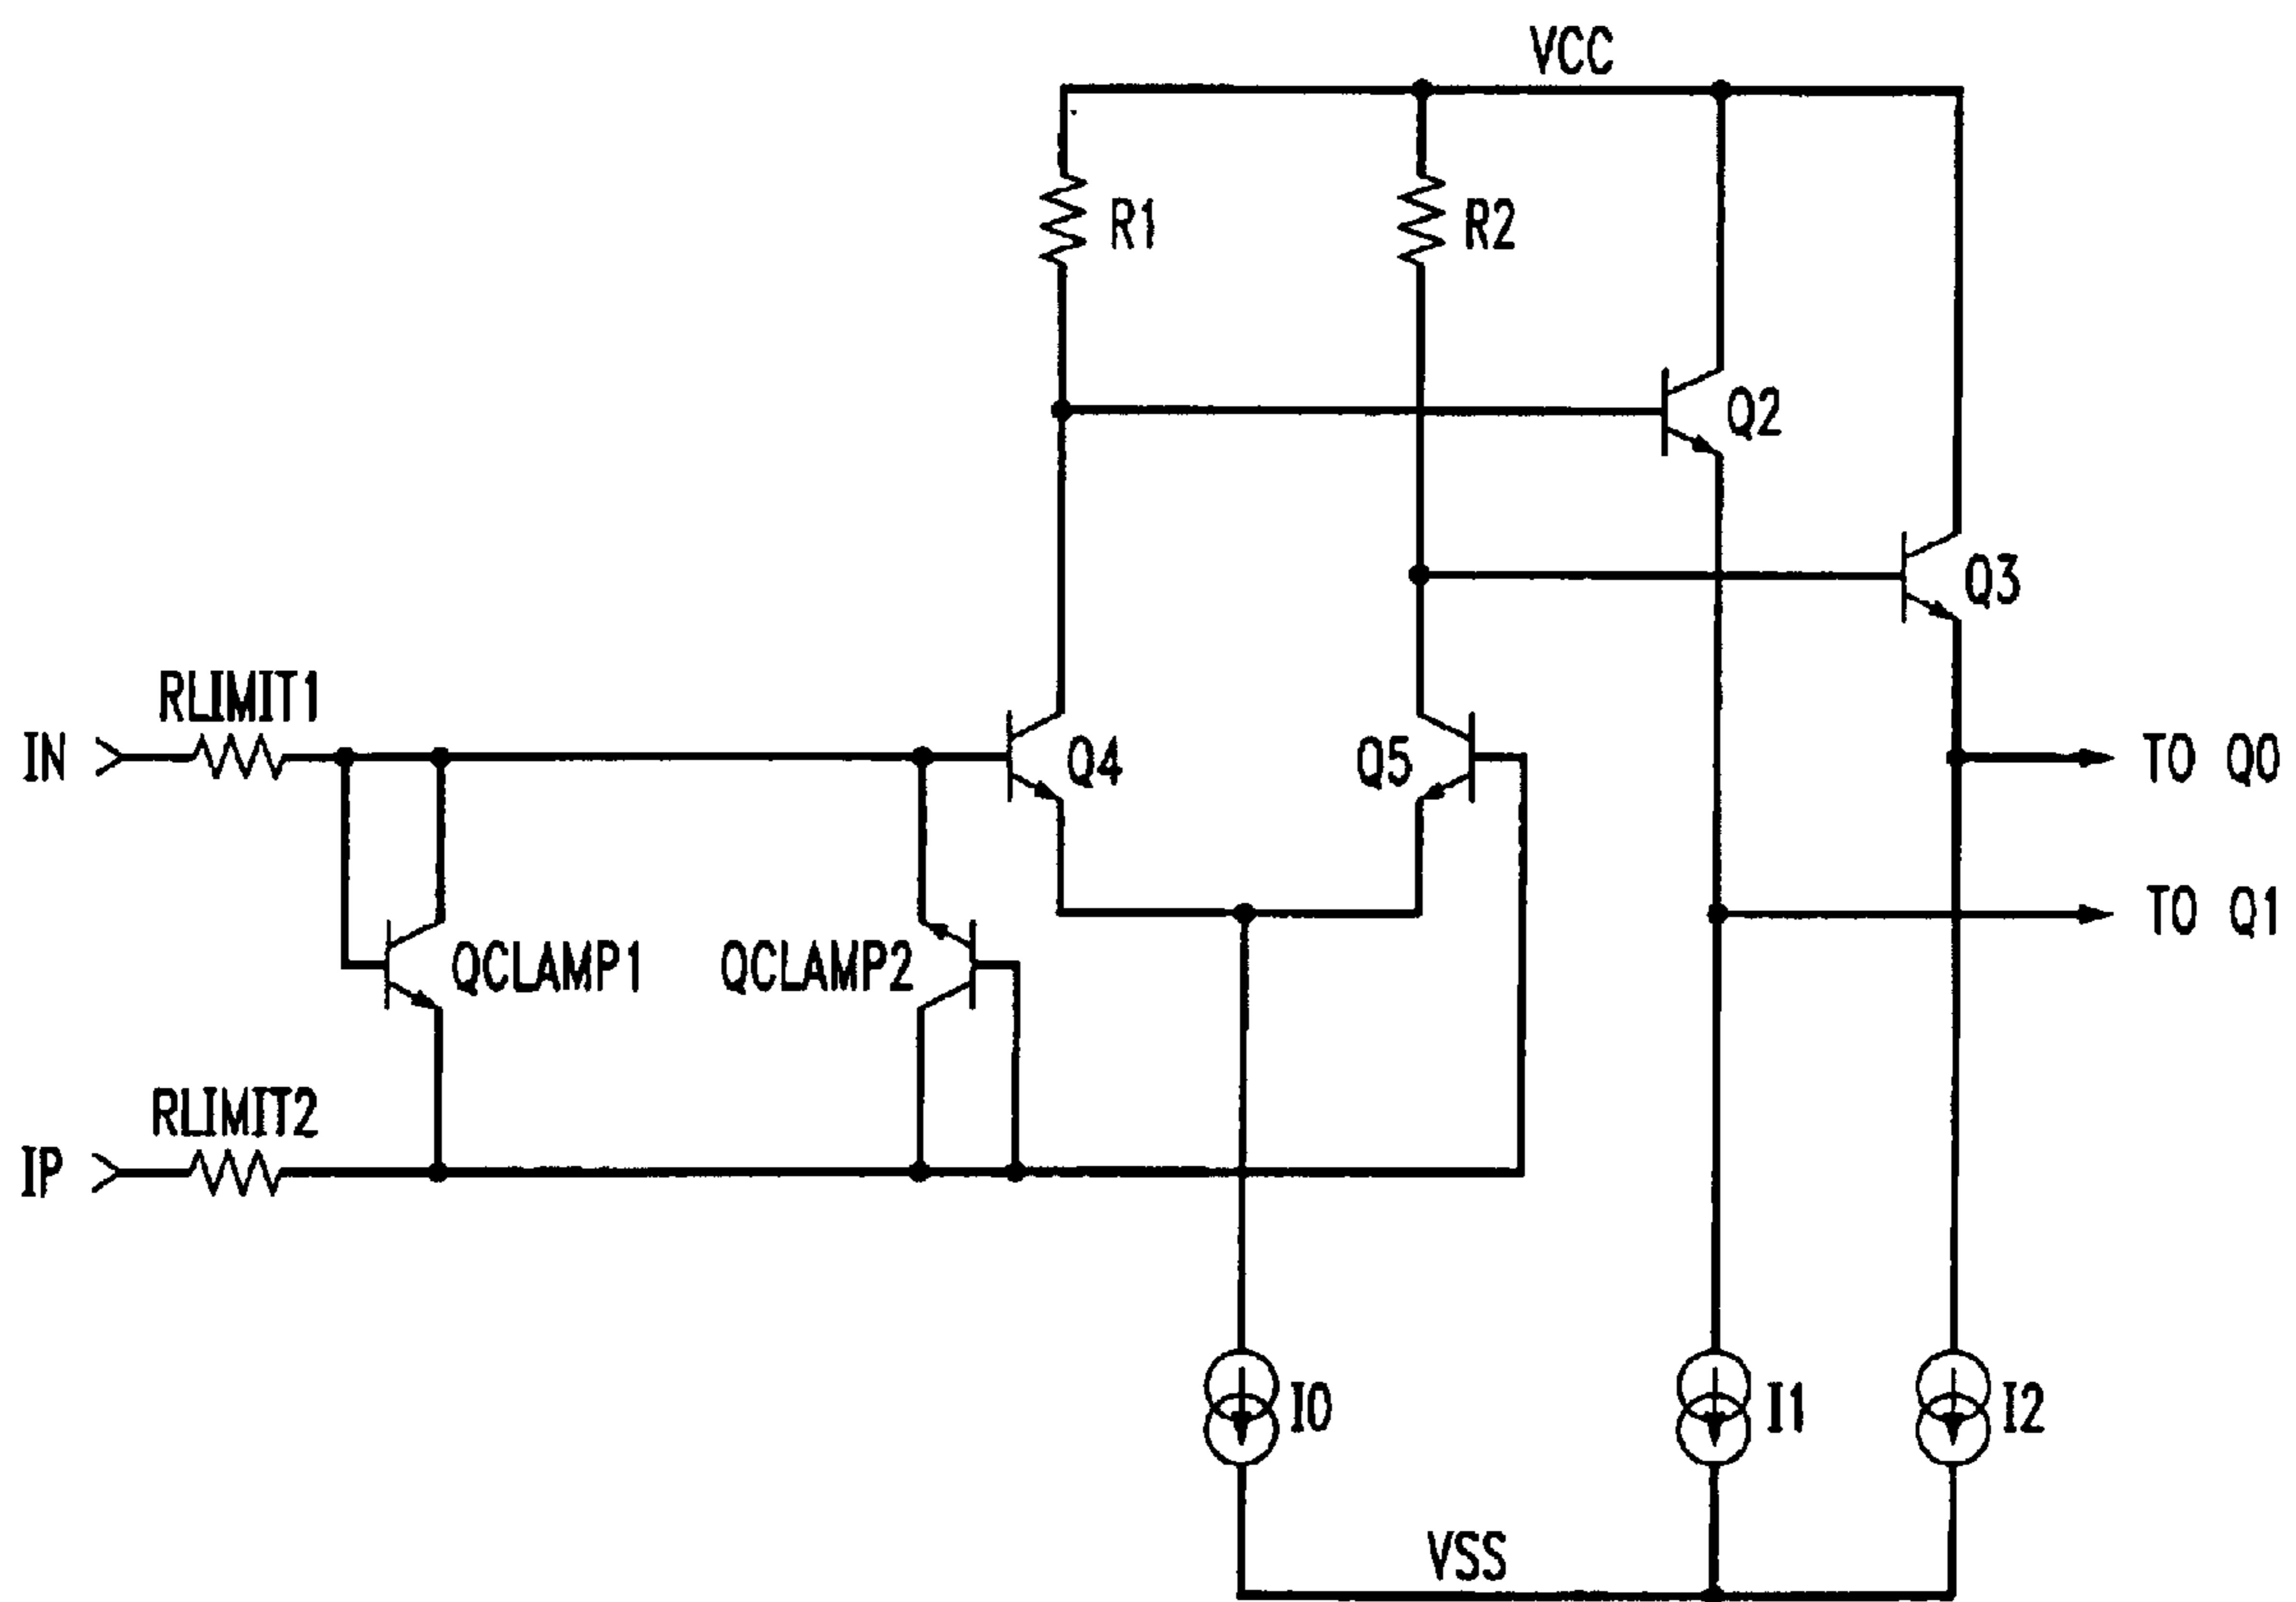 VCC
R1
R2
Q2
Q3
RLIMIT1
IN
Q4
Q5
TO Q0
TO Q1
QCLAMP1
QCLAMP2
RLIMIT2
IP
I0
I1
I2
VSS